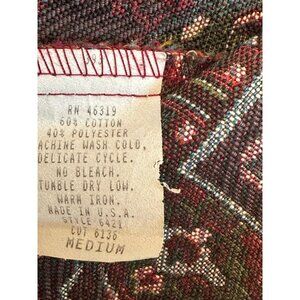 RN 46319
60% COTTON
40% POLYESTER
ACHINE WASH COLD,
DELICATE CYCLE.
NO BLEACH.
TUMBLE DRY LOW.
WARM IRON.
MADE IN U.S.A.
STYLE 6421
CUT 6136
MEDIUM